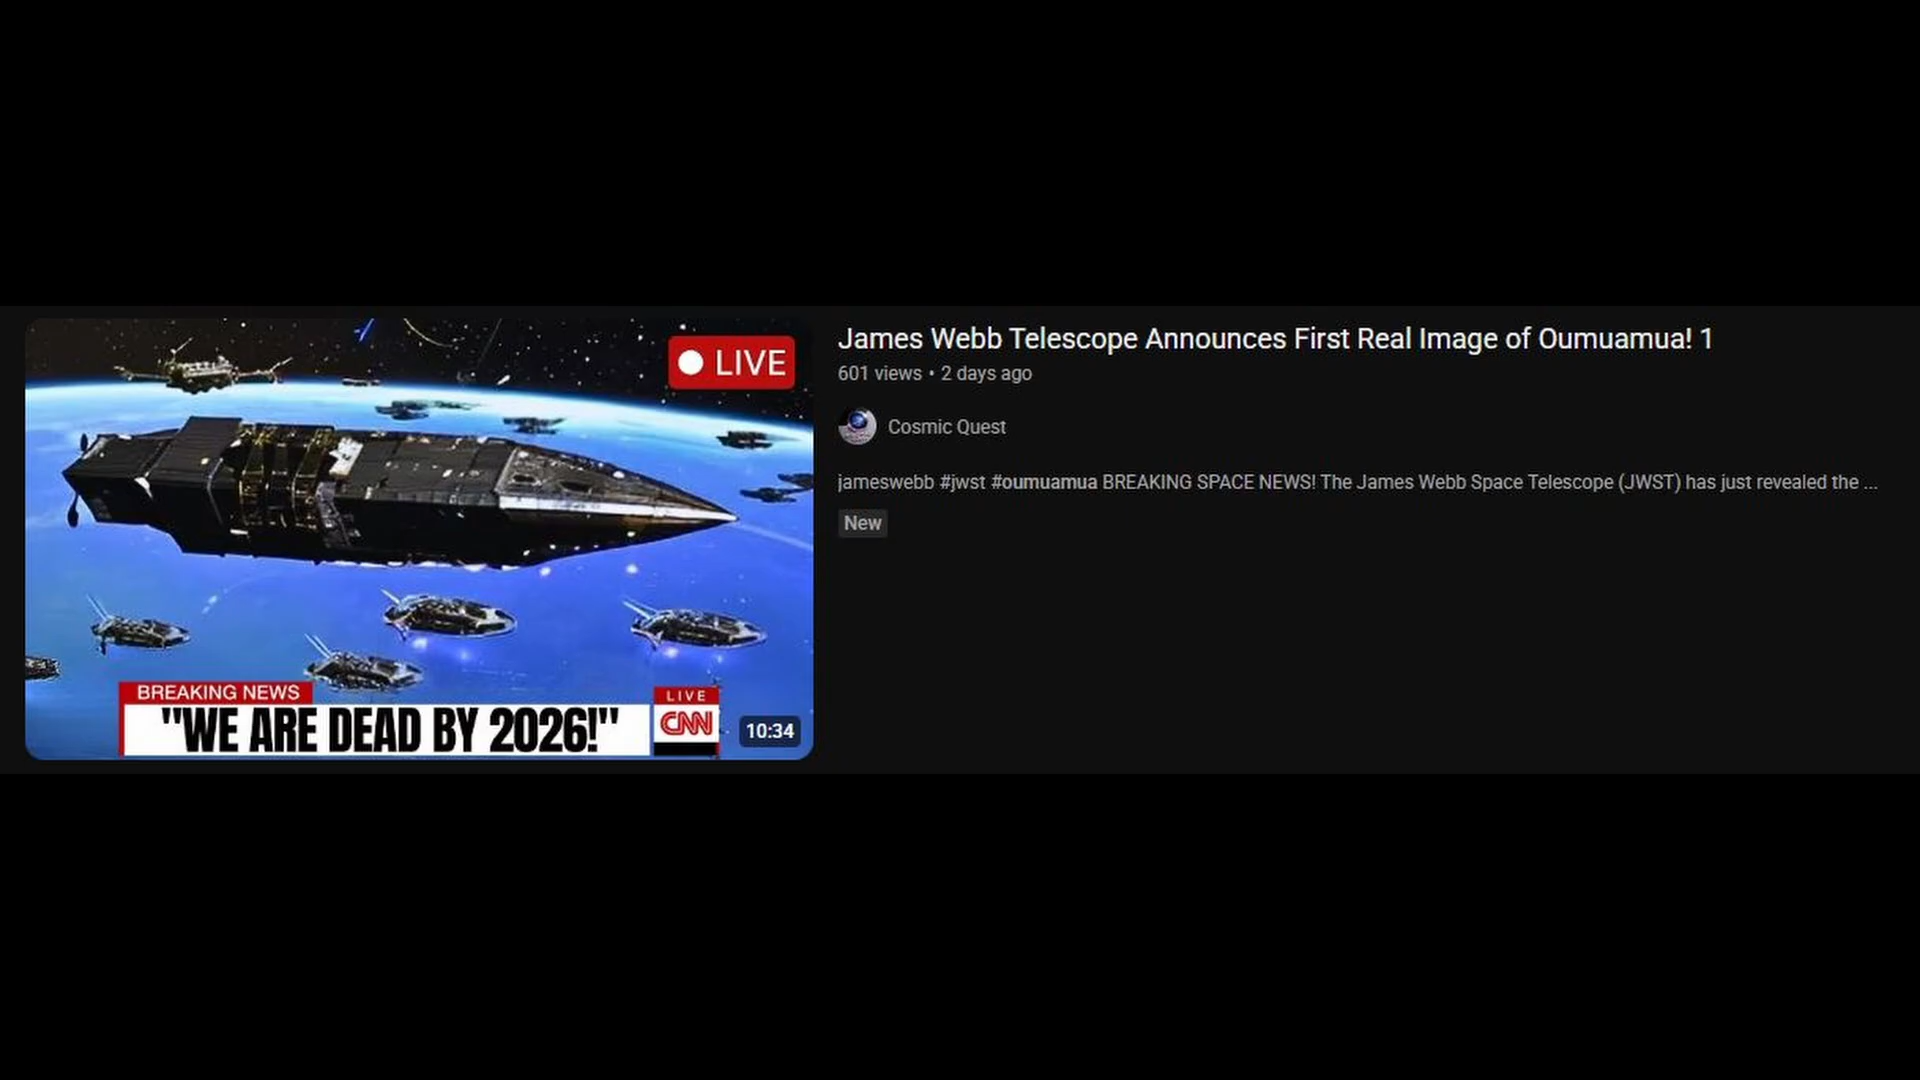 LIVE
BREAKING NEWS
"WE ARE DEAD BY 2026!"
LIVE
CNN
10:34
James Webb Telescope Announces First Real Image of Oumuamua! 1
601 views • 2 days ago
Cosmic Quest
jameswebb #jwst #oumuamua BREAKING SPACE NEWS! The James Webb Space Telescope (JWST) has just revealed the ...
New